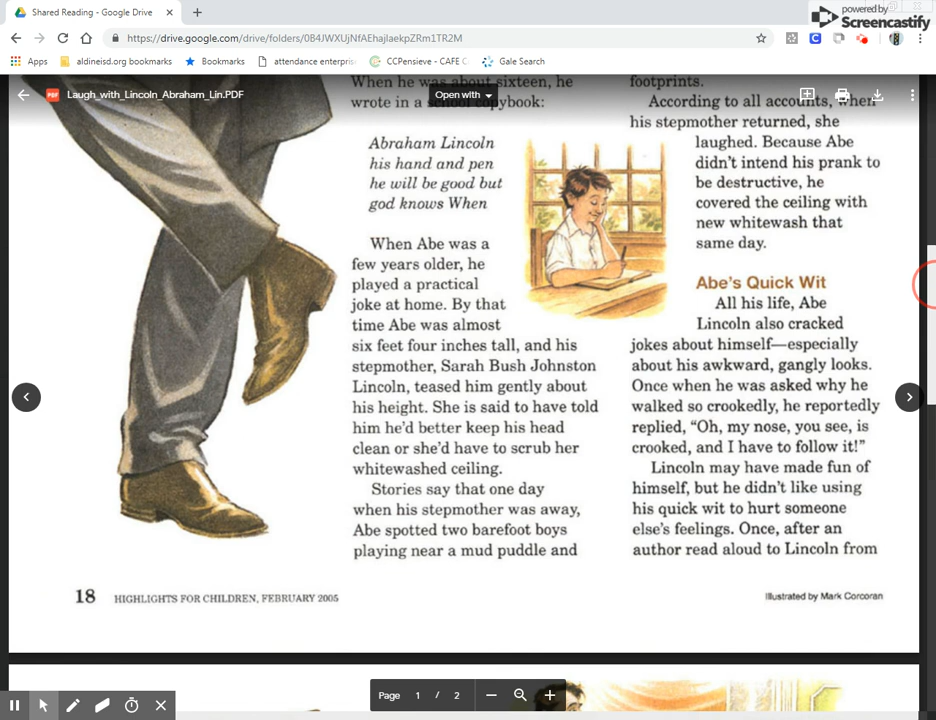 Shared Reading - Google Drive
powered by
Screencastify
https://drive.google.com/drive/folders/0B4JWXUjNfAEhajlaekpZRm1TR2M
Apps
aldineisd.org bookmarks
Bookmarks
attendance enterpris
CCPensieve - CAFE C
Gale Search
Laugh_with_Lincoln_Abraham_Lin.PDF
Open with
When he was about sixteen, he
wrote in a school copybook:
Abraham Lincoln
his hand and pen
he will be good but
god knows When
When Abe was a
few years older, he
played a practical
joke at home. By that
time Abe was almost
six feet four inches tall, and his
stepmother, Sarah Bush Johnston
Lincoln, teased him gently about
his height. She is said to have told
him he'd better keep his head
clean or she'd have to scrub her
whitewashed ceiling.
Stories say that one day
when his stepmother was away,
Abe spotted two barefoot boys
playing near a mud puddle and
footprints.
According to all accounts, when
his stepmother returned, she
laughed. Because Abe
didn't intend his prank to
be destructive, he
covered the ceiling with
new whitewash that
same day.
Abe's Quick Wit
All his life, Abe
Lincoln also cracked
jokes about himself—especially
about his awkward, gangly looks.
Once when he was asked why he
walked so crookedly, he reportedly
replied, “Oh, my nose, you see, is
crooked, and I have to follow it!”
Lincoln may have made fun of
himself, but he didn't like using
his quick wit to hurt someone
else's feelings. Once, after an
author read aloud to Lincoln from
18 HIGHLIGHTS FOR CHILDREN, FEBRUARY 2005
Illustrated by Mark Corcoran
Page 1 / 2